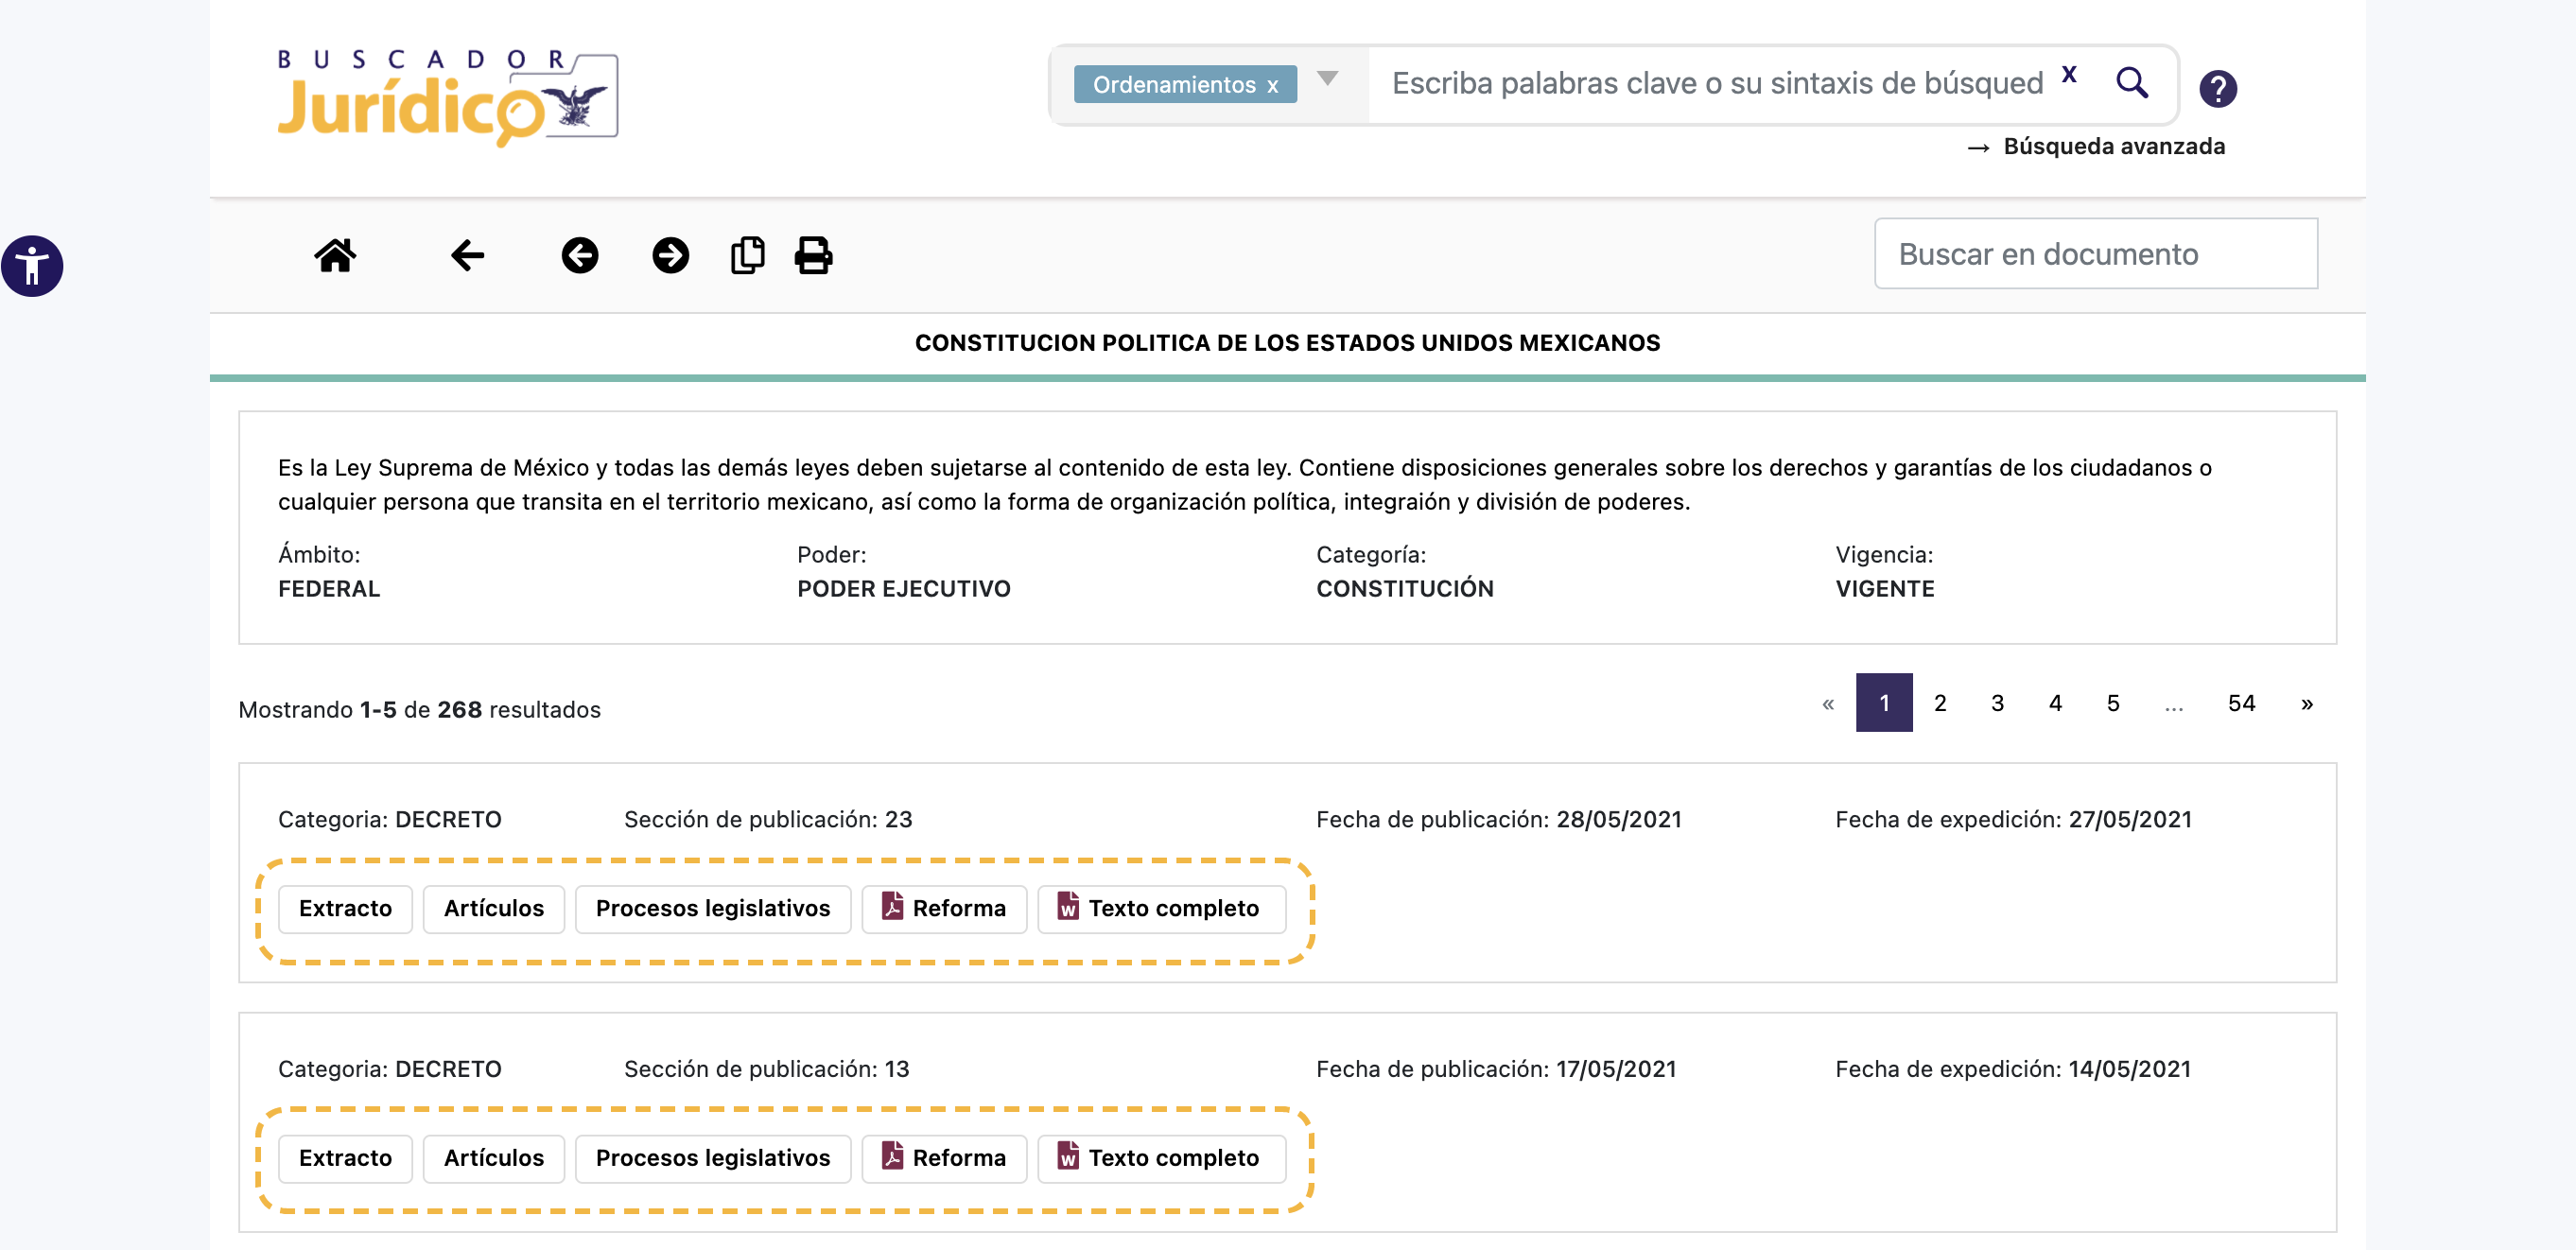 BUSCADOR
Jurídico
Ordenamientos x
Escriba palabras clave o su sintaxis de búsqued
x
?
→ Búsqueda avanzada
Buscar en documento
CONSTITUCION POLITICA DE LOS ESTADOS UNIDOS MEXICANOS
Es la Ley Suprema de México y todas las demás leyes deben sujetarse al contenido de esta ley. Contiene disposiciones generales sobre los derechos y garantías de los ciudadanos o
cualquier persona que transita en el territorio mexicano, así como la forma de organización política, integraión y división de poderes.
Ámbito: Poder: Categoría: Vigencia:
FEDERAL PODER EJECUTIVO CONSTITUCIÓN VIGENTE
Mostrando 1-5 de 268 resultados
« 1 2 3 4 5 ... 54 »
Categoria: DECRETO Sección de publicación: 23 Fecha de publicación: 28/05/2021 Fecha de expedición: 27/05/2021
Extracto Artículos Procesos legislativos Reforma Texto completo
Categoria: DECRETO Sección de publicación: 13 Fecha de publicación: 17/05/2021 Fecha de expedición: 14/05/2021
Extracto Artículos Procesos legislativos Reforma Texto completo